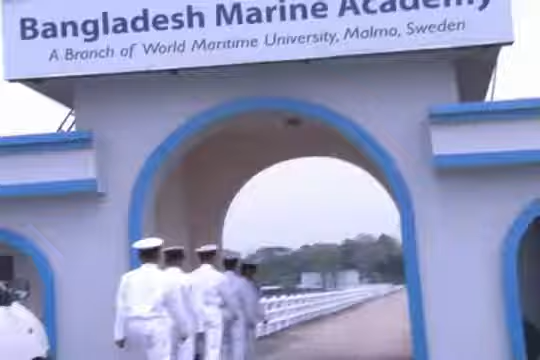 Bangladesh Marine Academy
A Branch of World Maritime University, Malmo, Sweden